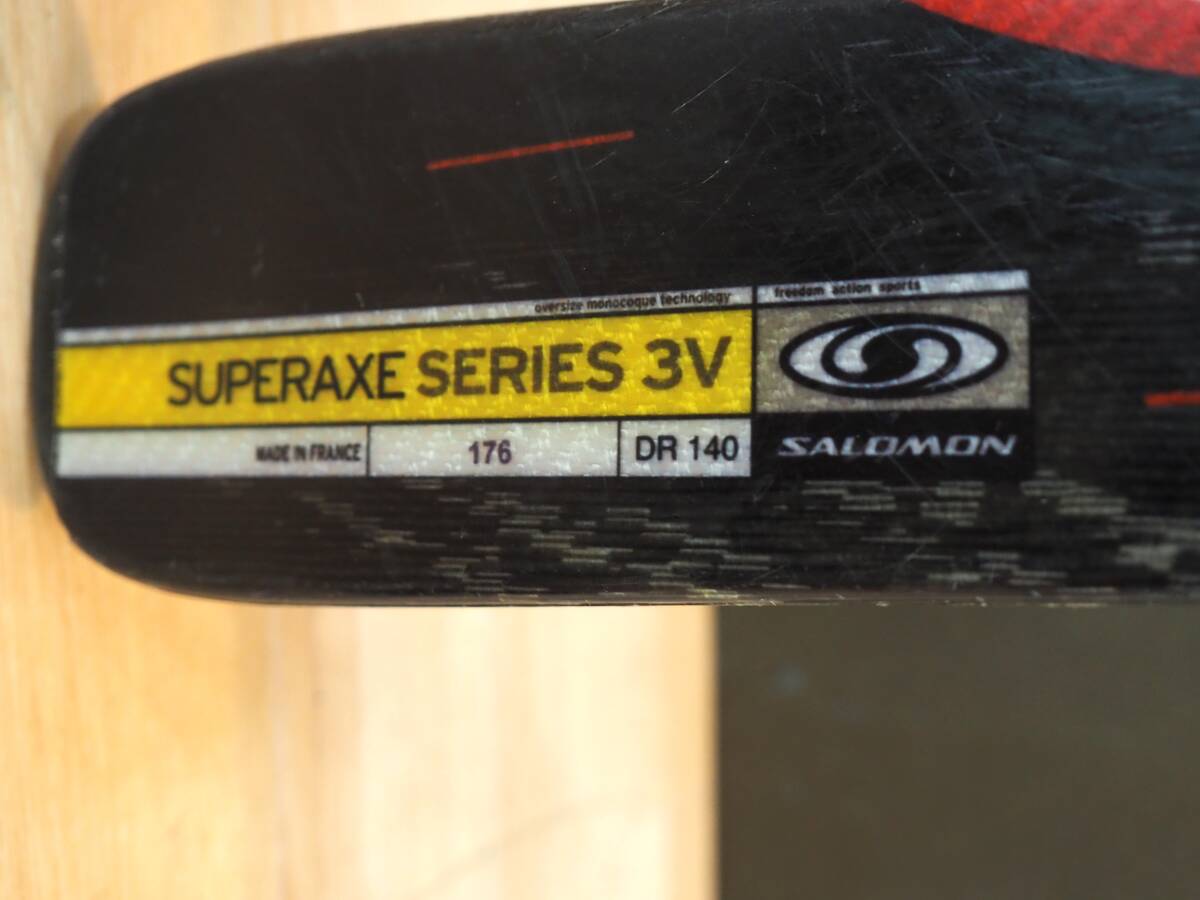 oversize monocoque technology
freedom action sports
SUPERAXE SERIES 3V
MADE IN FRANCE
176
DR 140
SALOMON